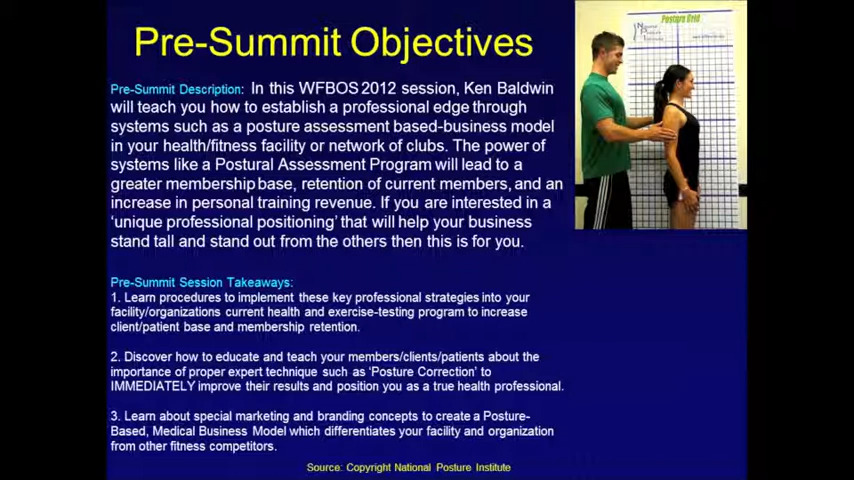 Pre-Summit Objectives
Pre-Summit Description: In this WFBOS 2012 session, Ken Baldwin
will teach you how to establish a professional edge through
systems such as a posture assessment based-business model
in your health/fitness facility or network of clubs. The power of
systems like a Postural Assessment Program will lead to a
greater membership base, retention of current members, and an
increase in personal training revenue. If you are interested in a
‘unique professional positioning’ that will help your business
stand tall and stand out from the others then this is for you.
Posture Grid
Pre-Summit Session Takeaways:
1. Learn procedures to implement these key professional strategies into your
facility/organizations current health and exercise-testing program to increase
client/patient base and membership retention.
2. Discover how to educate and teach your members/clients/patients about the
importance of proper expert technique such as ‘Posture Correction’ to
IMMEDIATELY improve their results and position you as a true health professional.
3. Learn about special marketing and branding concepts to create a Posture-
Based, Medical Business Model which differentiates your facility and organization
from other fitness competitors.
Source: Copyright National Posture Institute